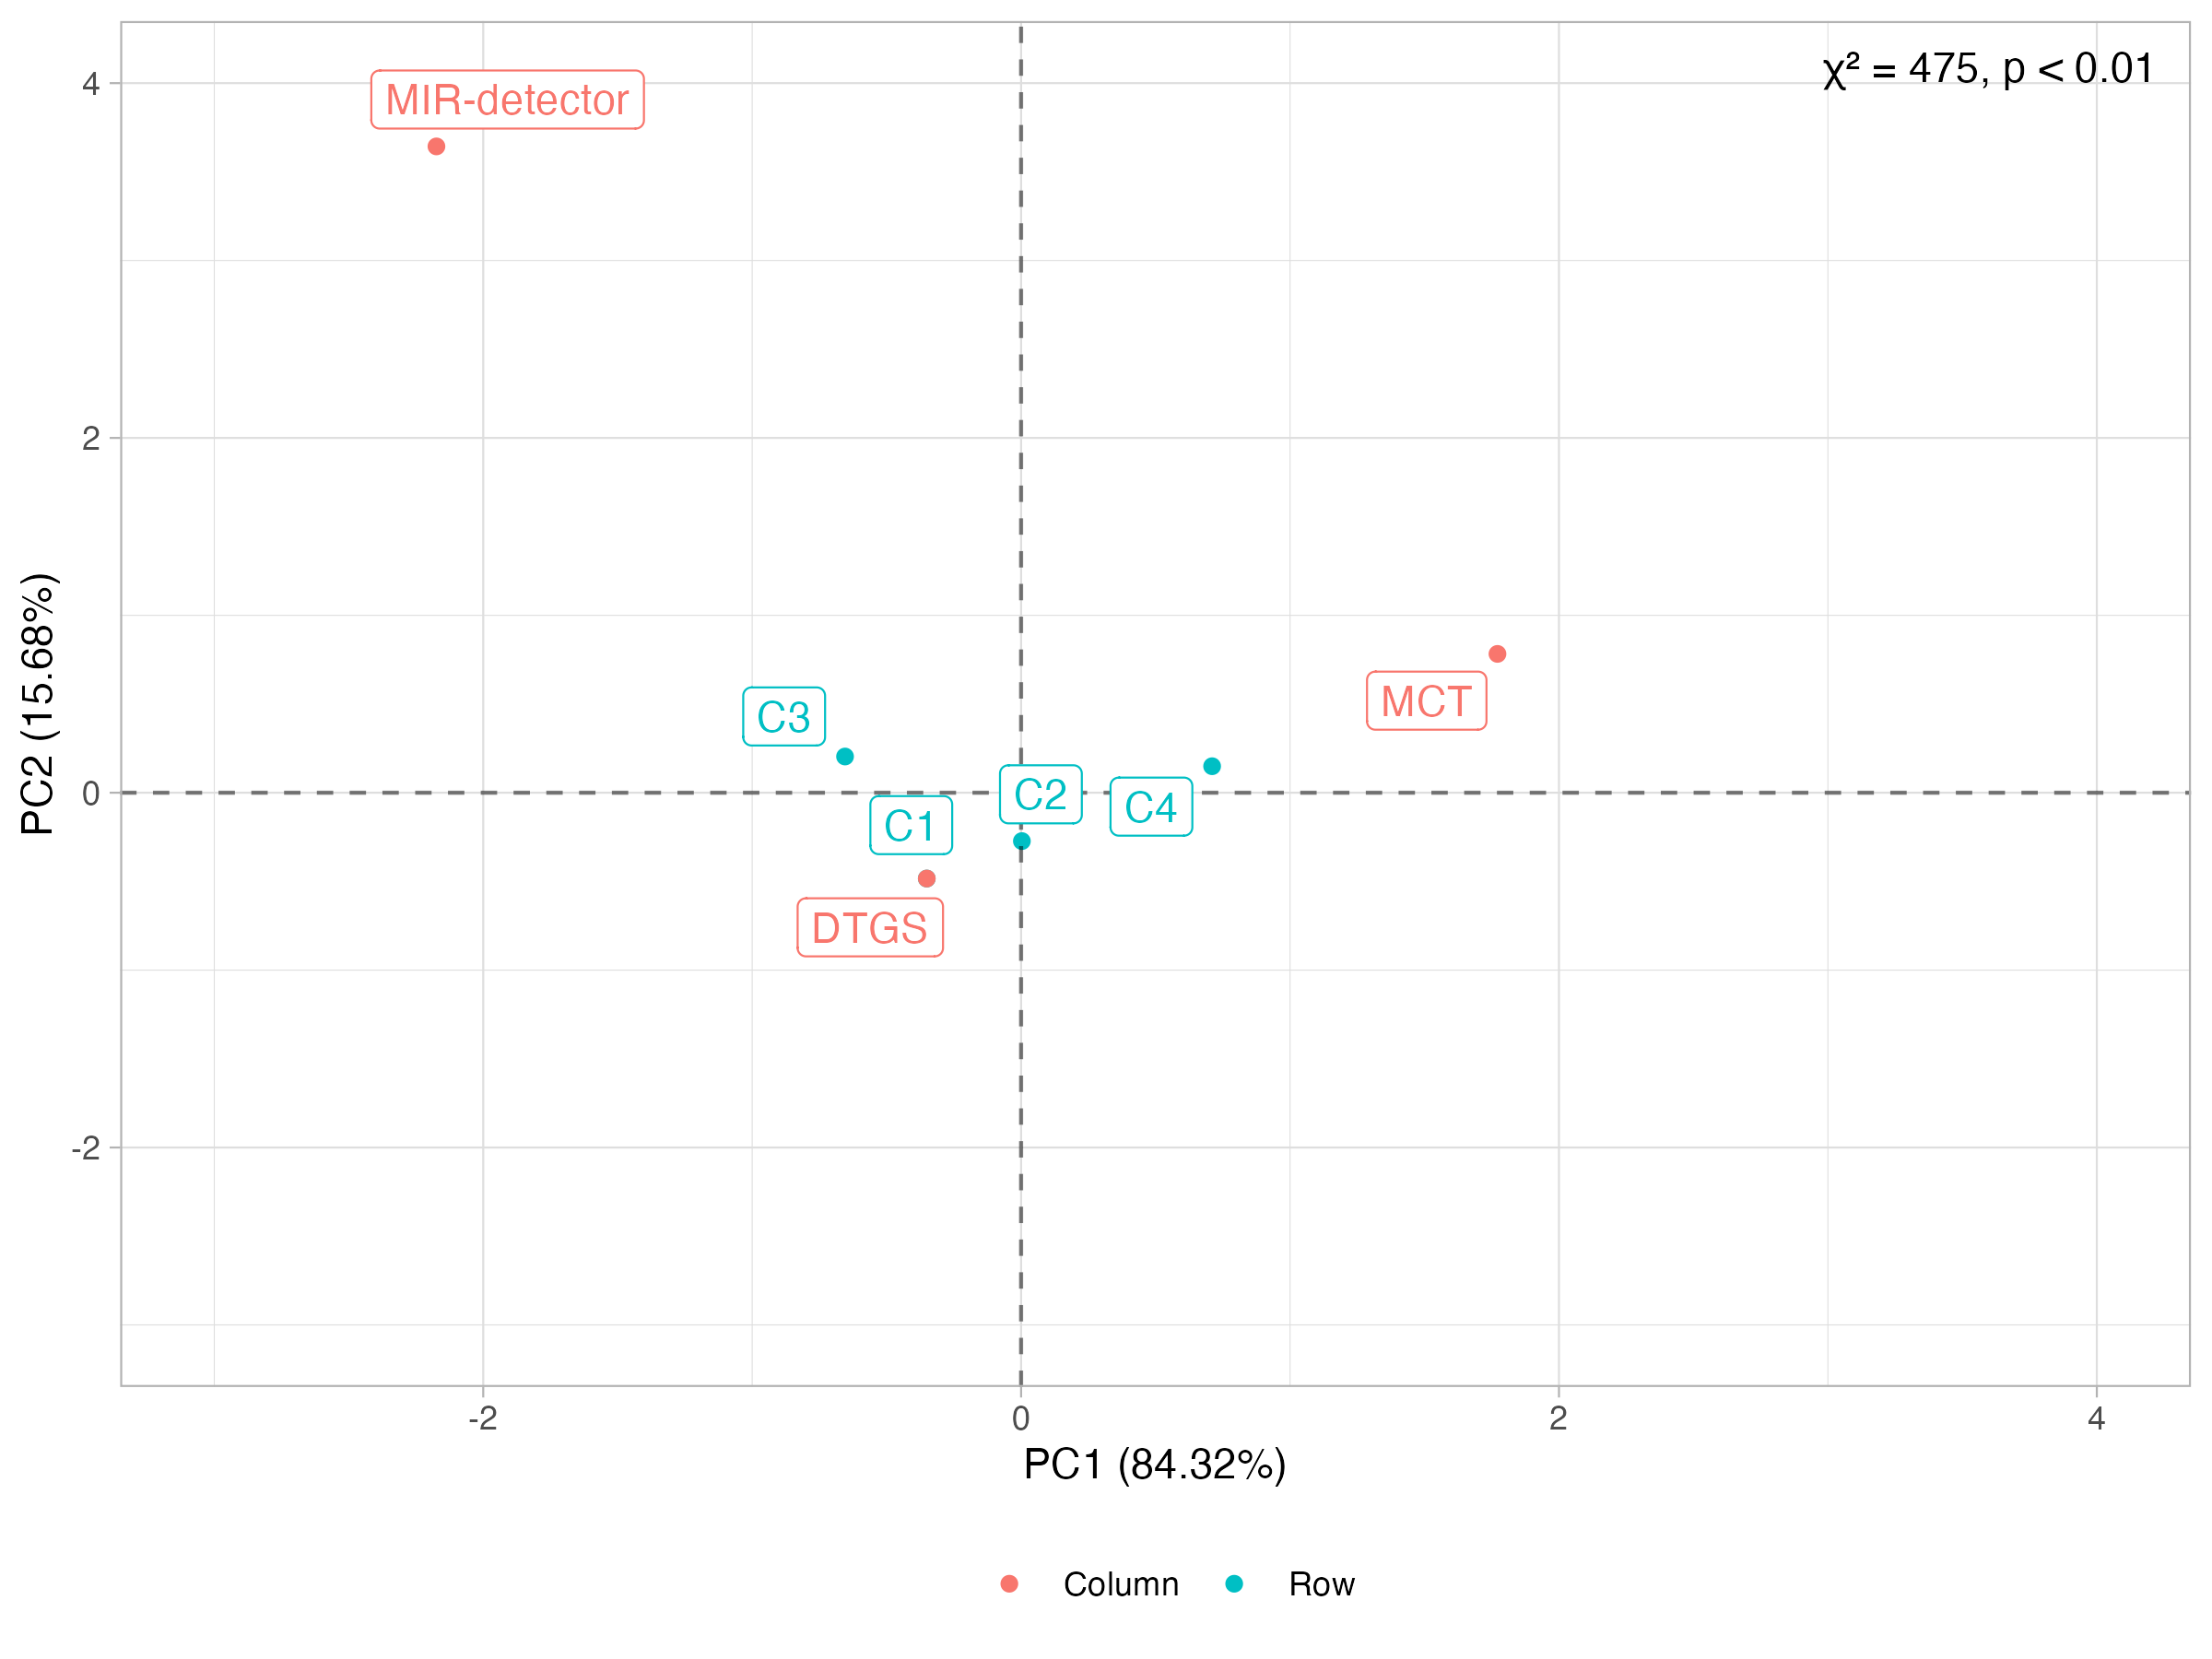 χ² = 475, p < 0.01
MIR-detector
MCT
C3
C2
C4
C1
DTGS
4
2
0
-2
PC2 (15.68%)
-2
0
2
4
PC1 (84.32%)
Column
Row